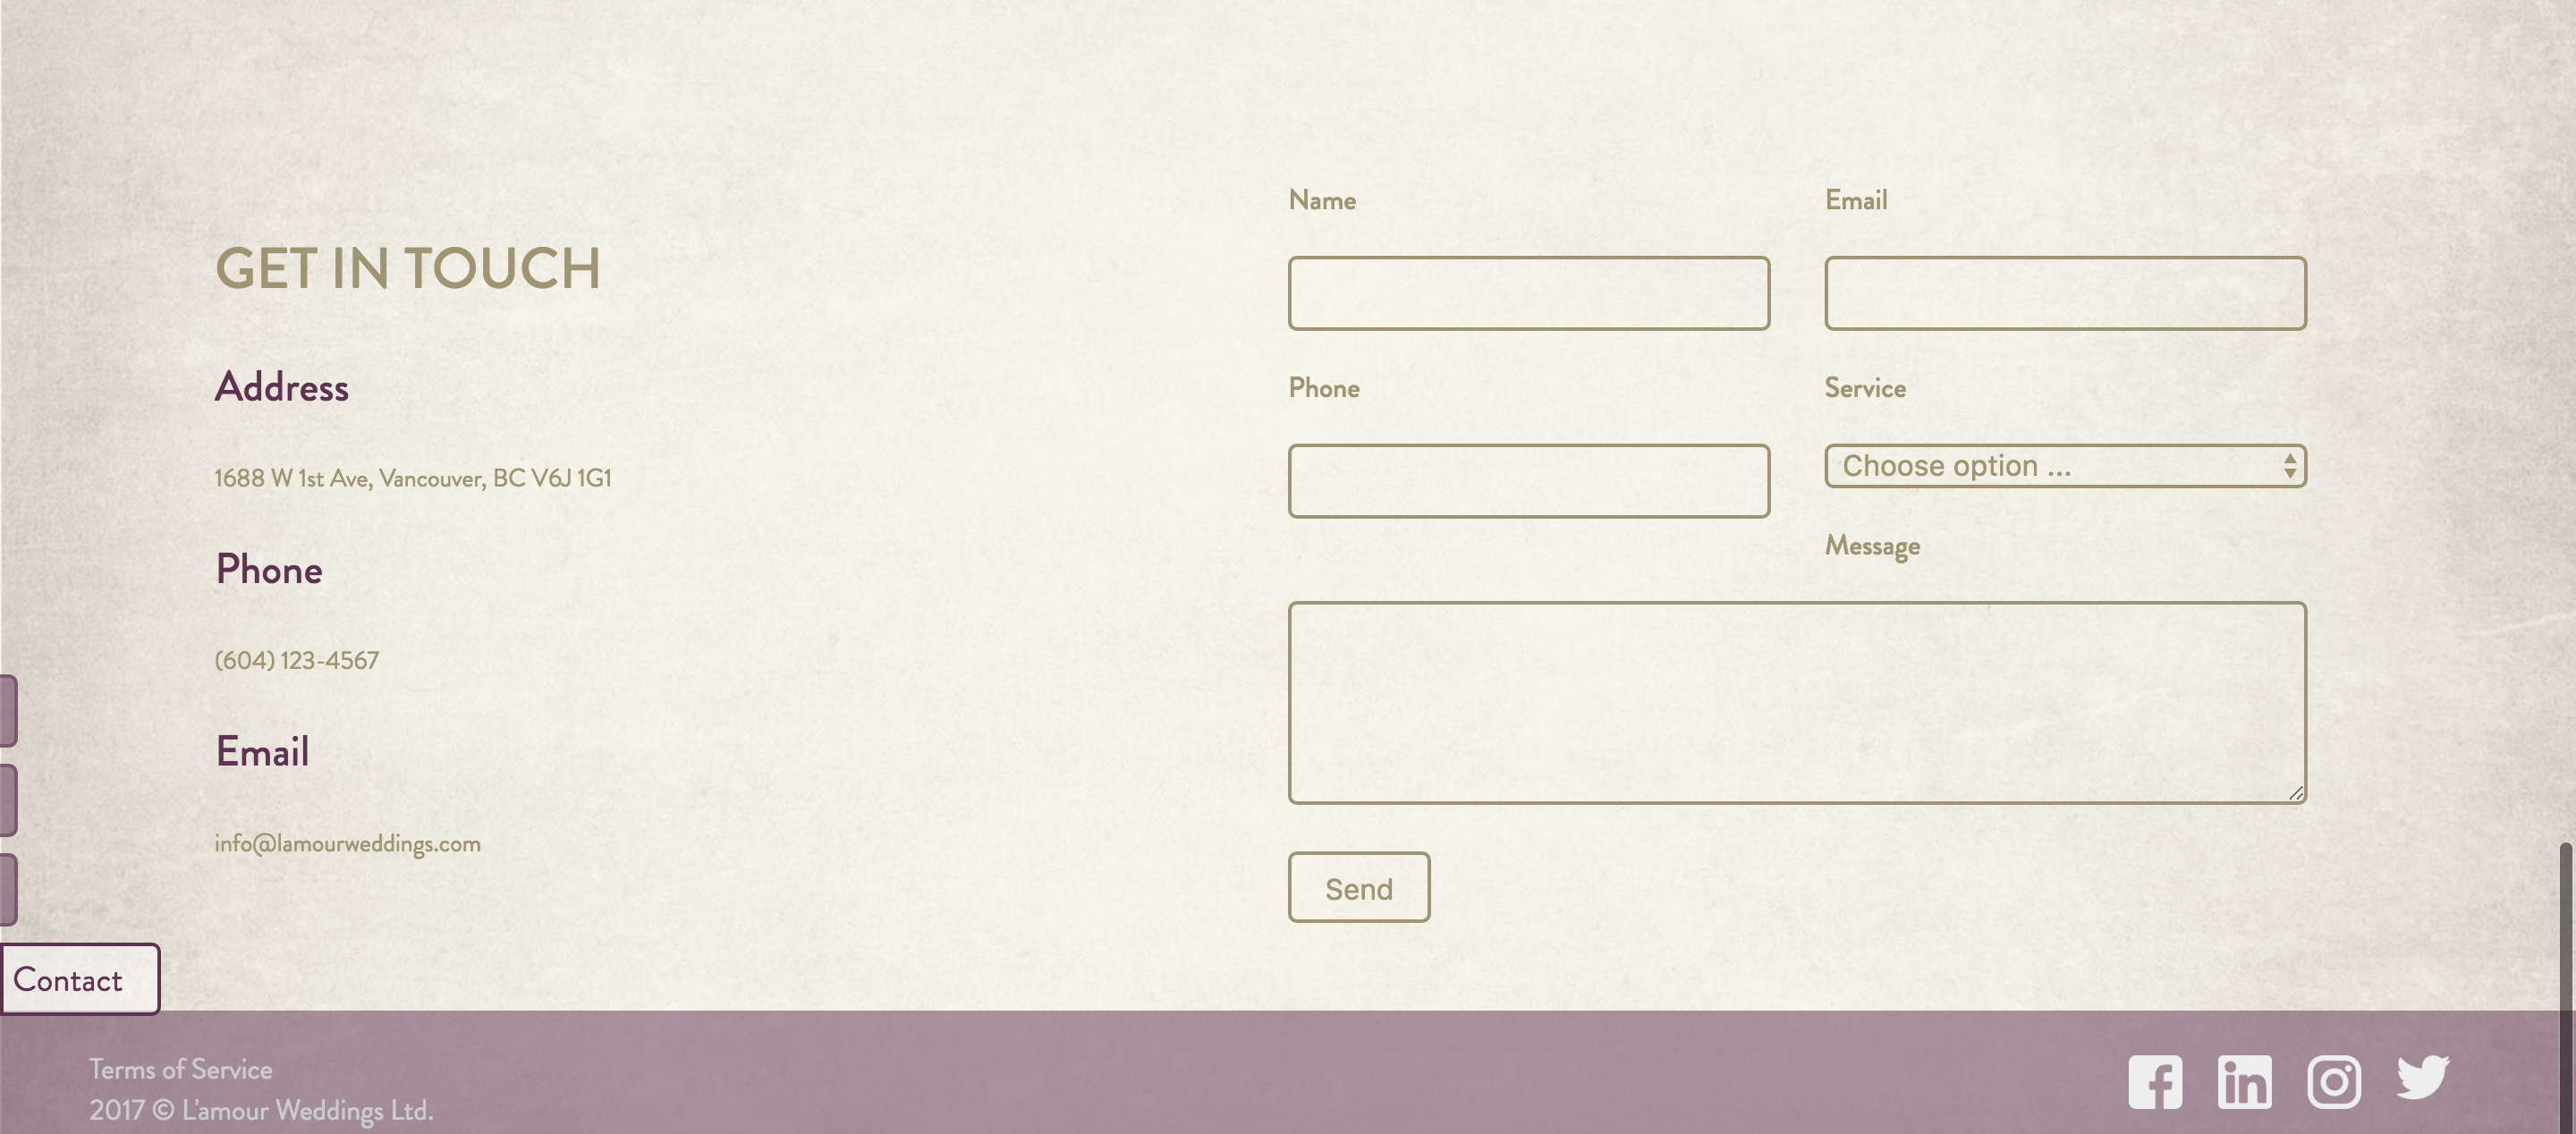 GET IN TOUCH
Address
1688 W 1st Ave, Vancouver, BC V6J 1G1
Phone
(604) 123-4567
Email
info@lamourweddings.com
Name
Email
Phone
Service
Choose option ...
Message
Send
Contact
Terms of Service
2017 © L'amour Weddings Ltd.